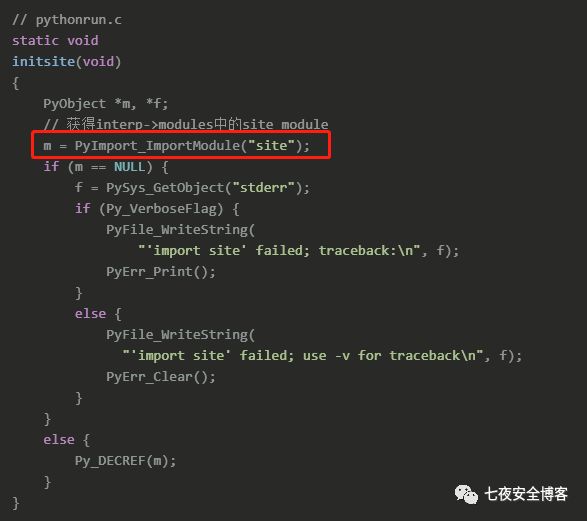 // pythonrun.c
static void
initsite(void)
{
    PyObject *m, *f;
    // 获得interp->modules中的site module
    m = PyImport_ImportModule("site");
    if (m == NULL) {
        f = PySys_GetObject("stderr");
        if (Py_VerboseFlag) {
            PyFile_WriteString(
                "'import site' failed; traceback:\n", f);
            PyErr_Print();
        }
        else {
            PyFile_WriteString(
              "'import site' failed; use -v for traceback\n", f);
            PyErr_Clear();
        }
    }
    else {
        Py_DECREF(m);
    }
}
七夜安全博客